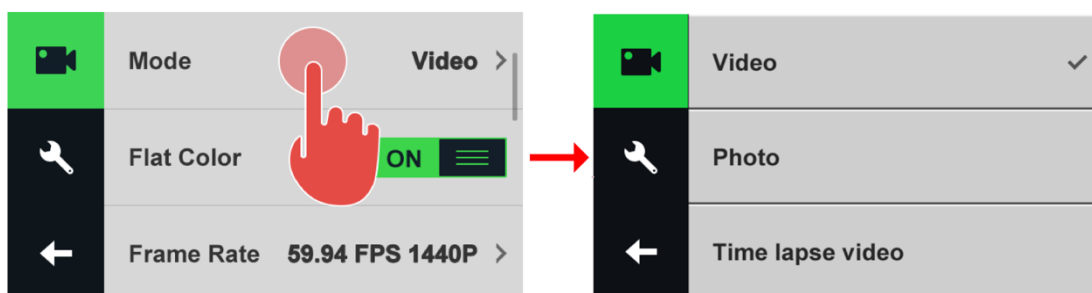 Mode Video >
Flat Color ON
Frame Rate 59.94 FPS 1440P >
Video
Photo
Time lapse video